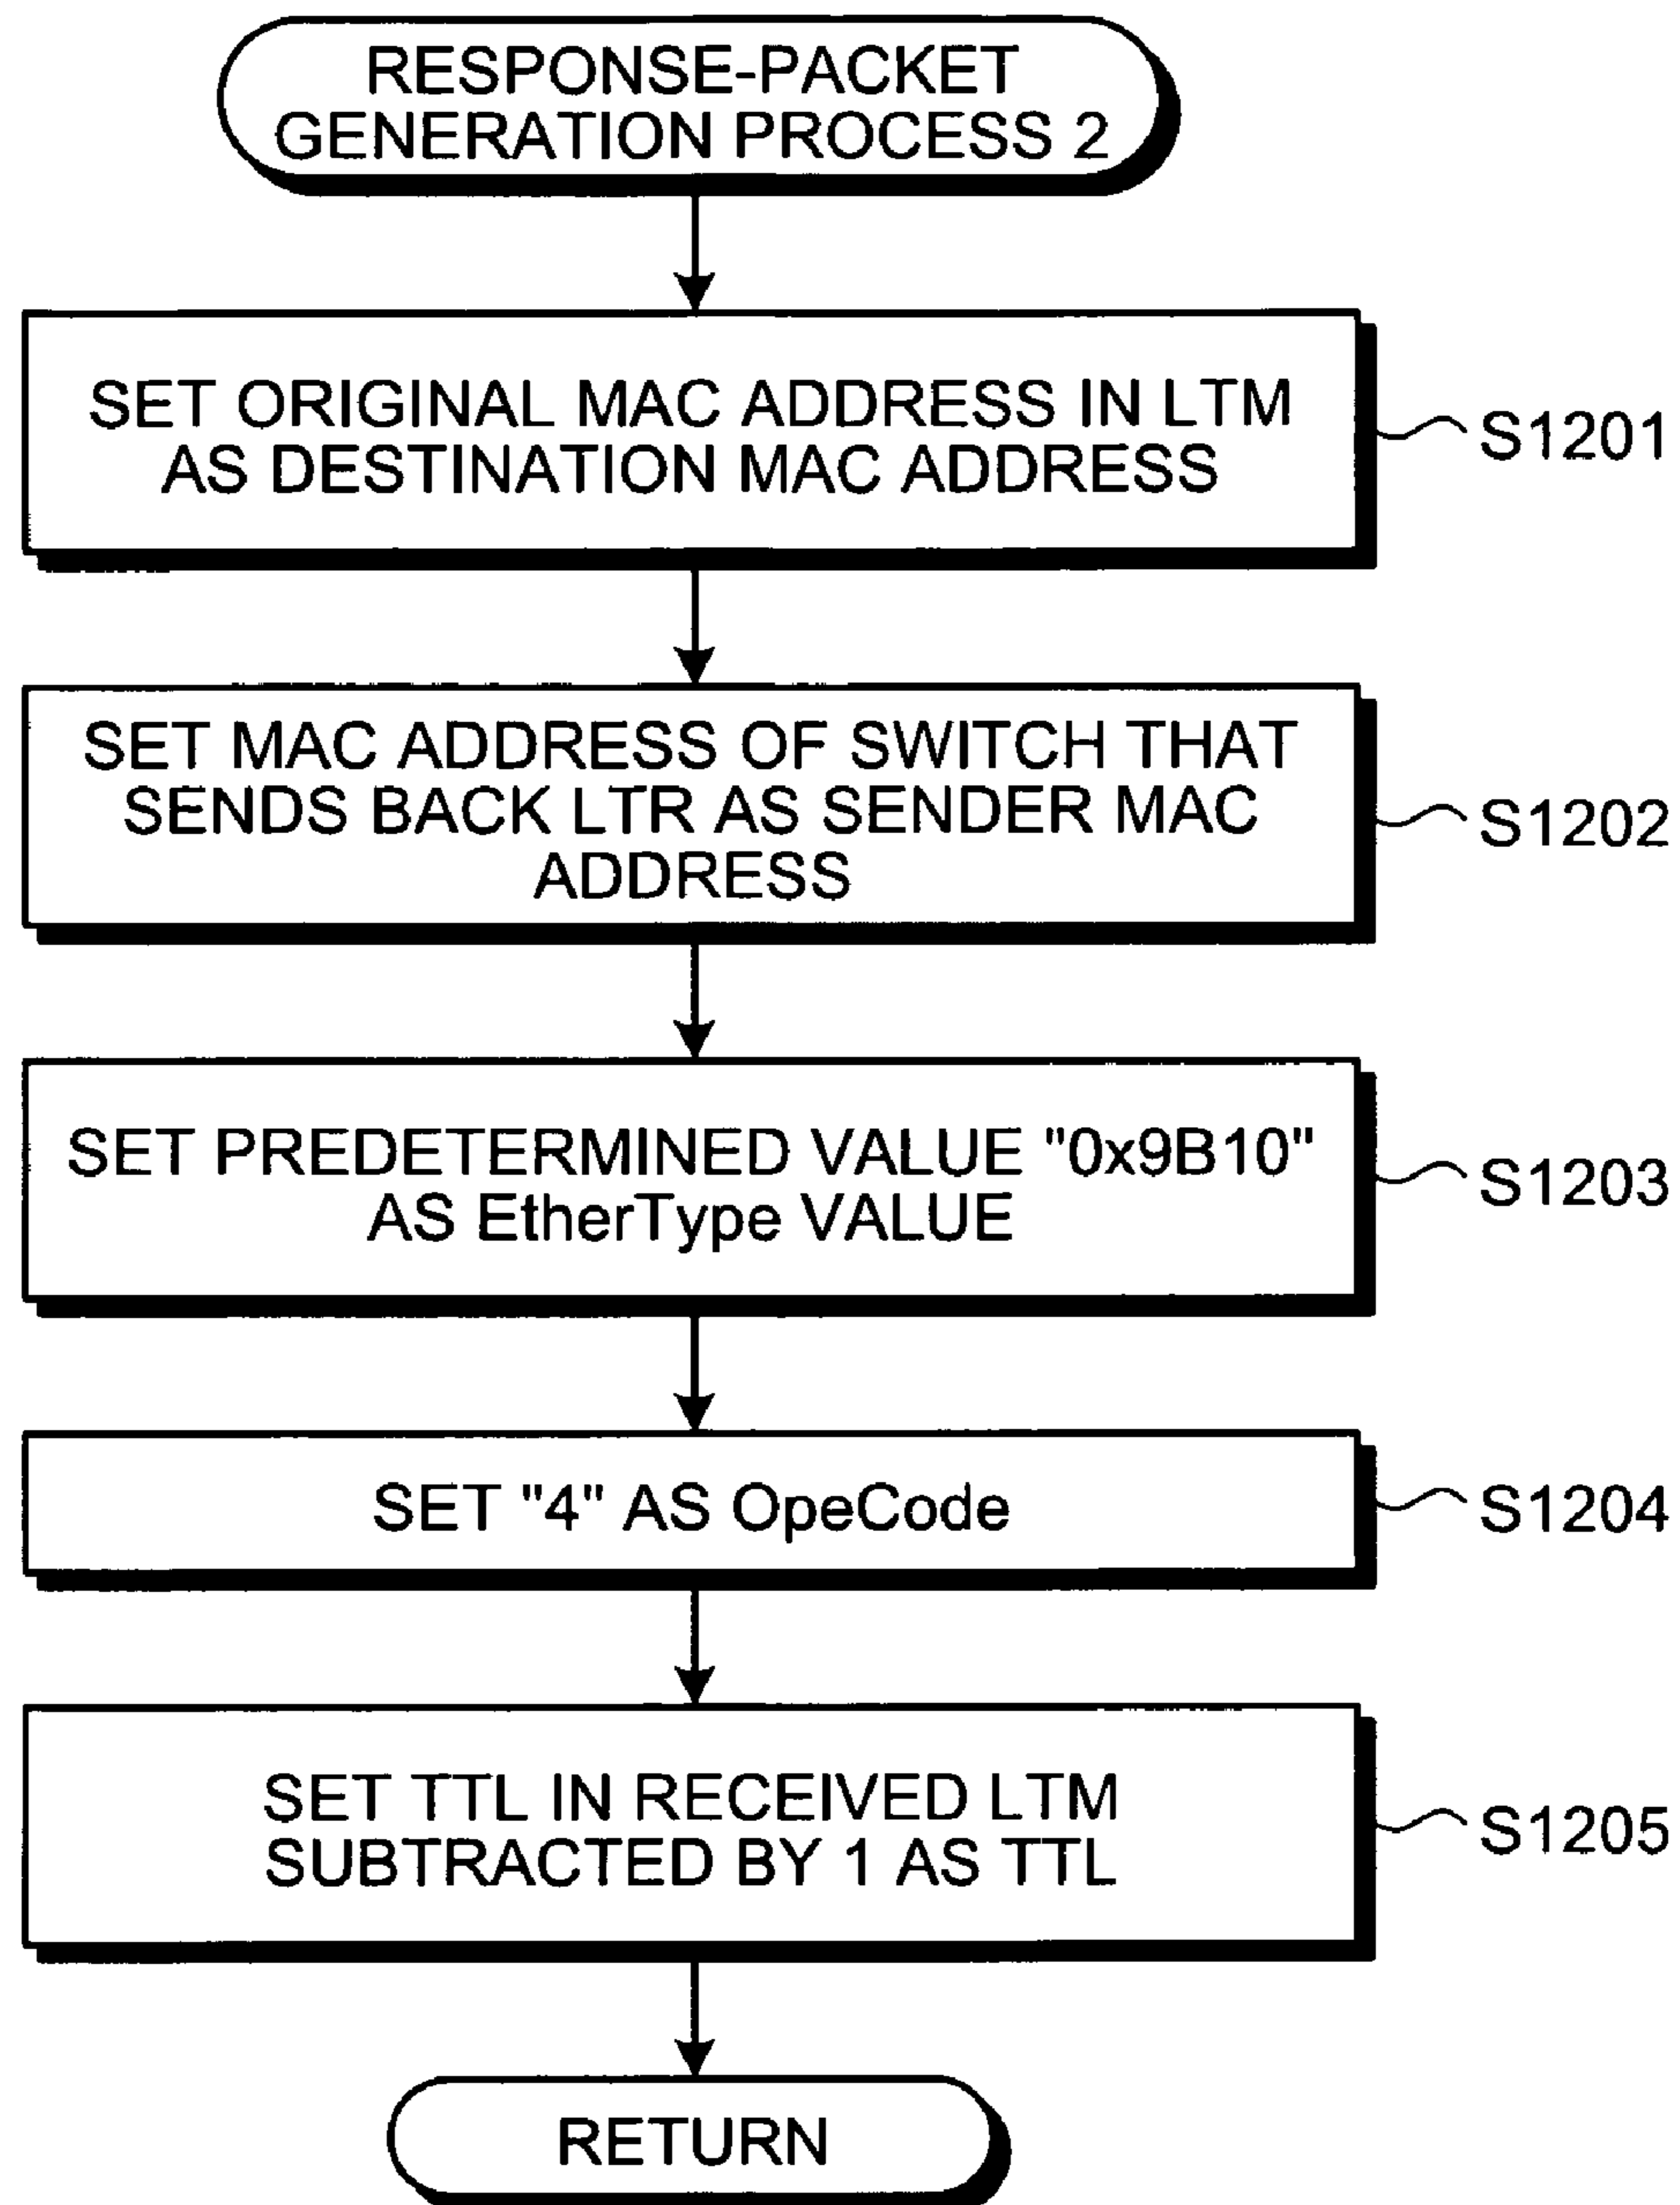 RESPONSE-PACKET
GENERATION PROCESS 2
SET ORIGINAL MAC ADDRESS IN LTM
AS DESTINATION MAC ADDRESS
S1201
SET MAC ADDRESS OF SWITCH THAT
SENDS BACK LTR AS SENDER MAC
ADDRESS
S1202
SET PREDETERMINED VALUE "0x9B10"
AS EtherType VALUE
S1203
SET "4" AS OpeCode
S1204
SET TTL IN RECEIVED LTM
SUBTRACTED BY 1 AS TTL
S1205
RETURN